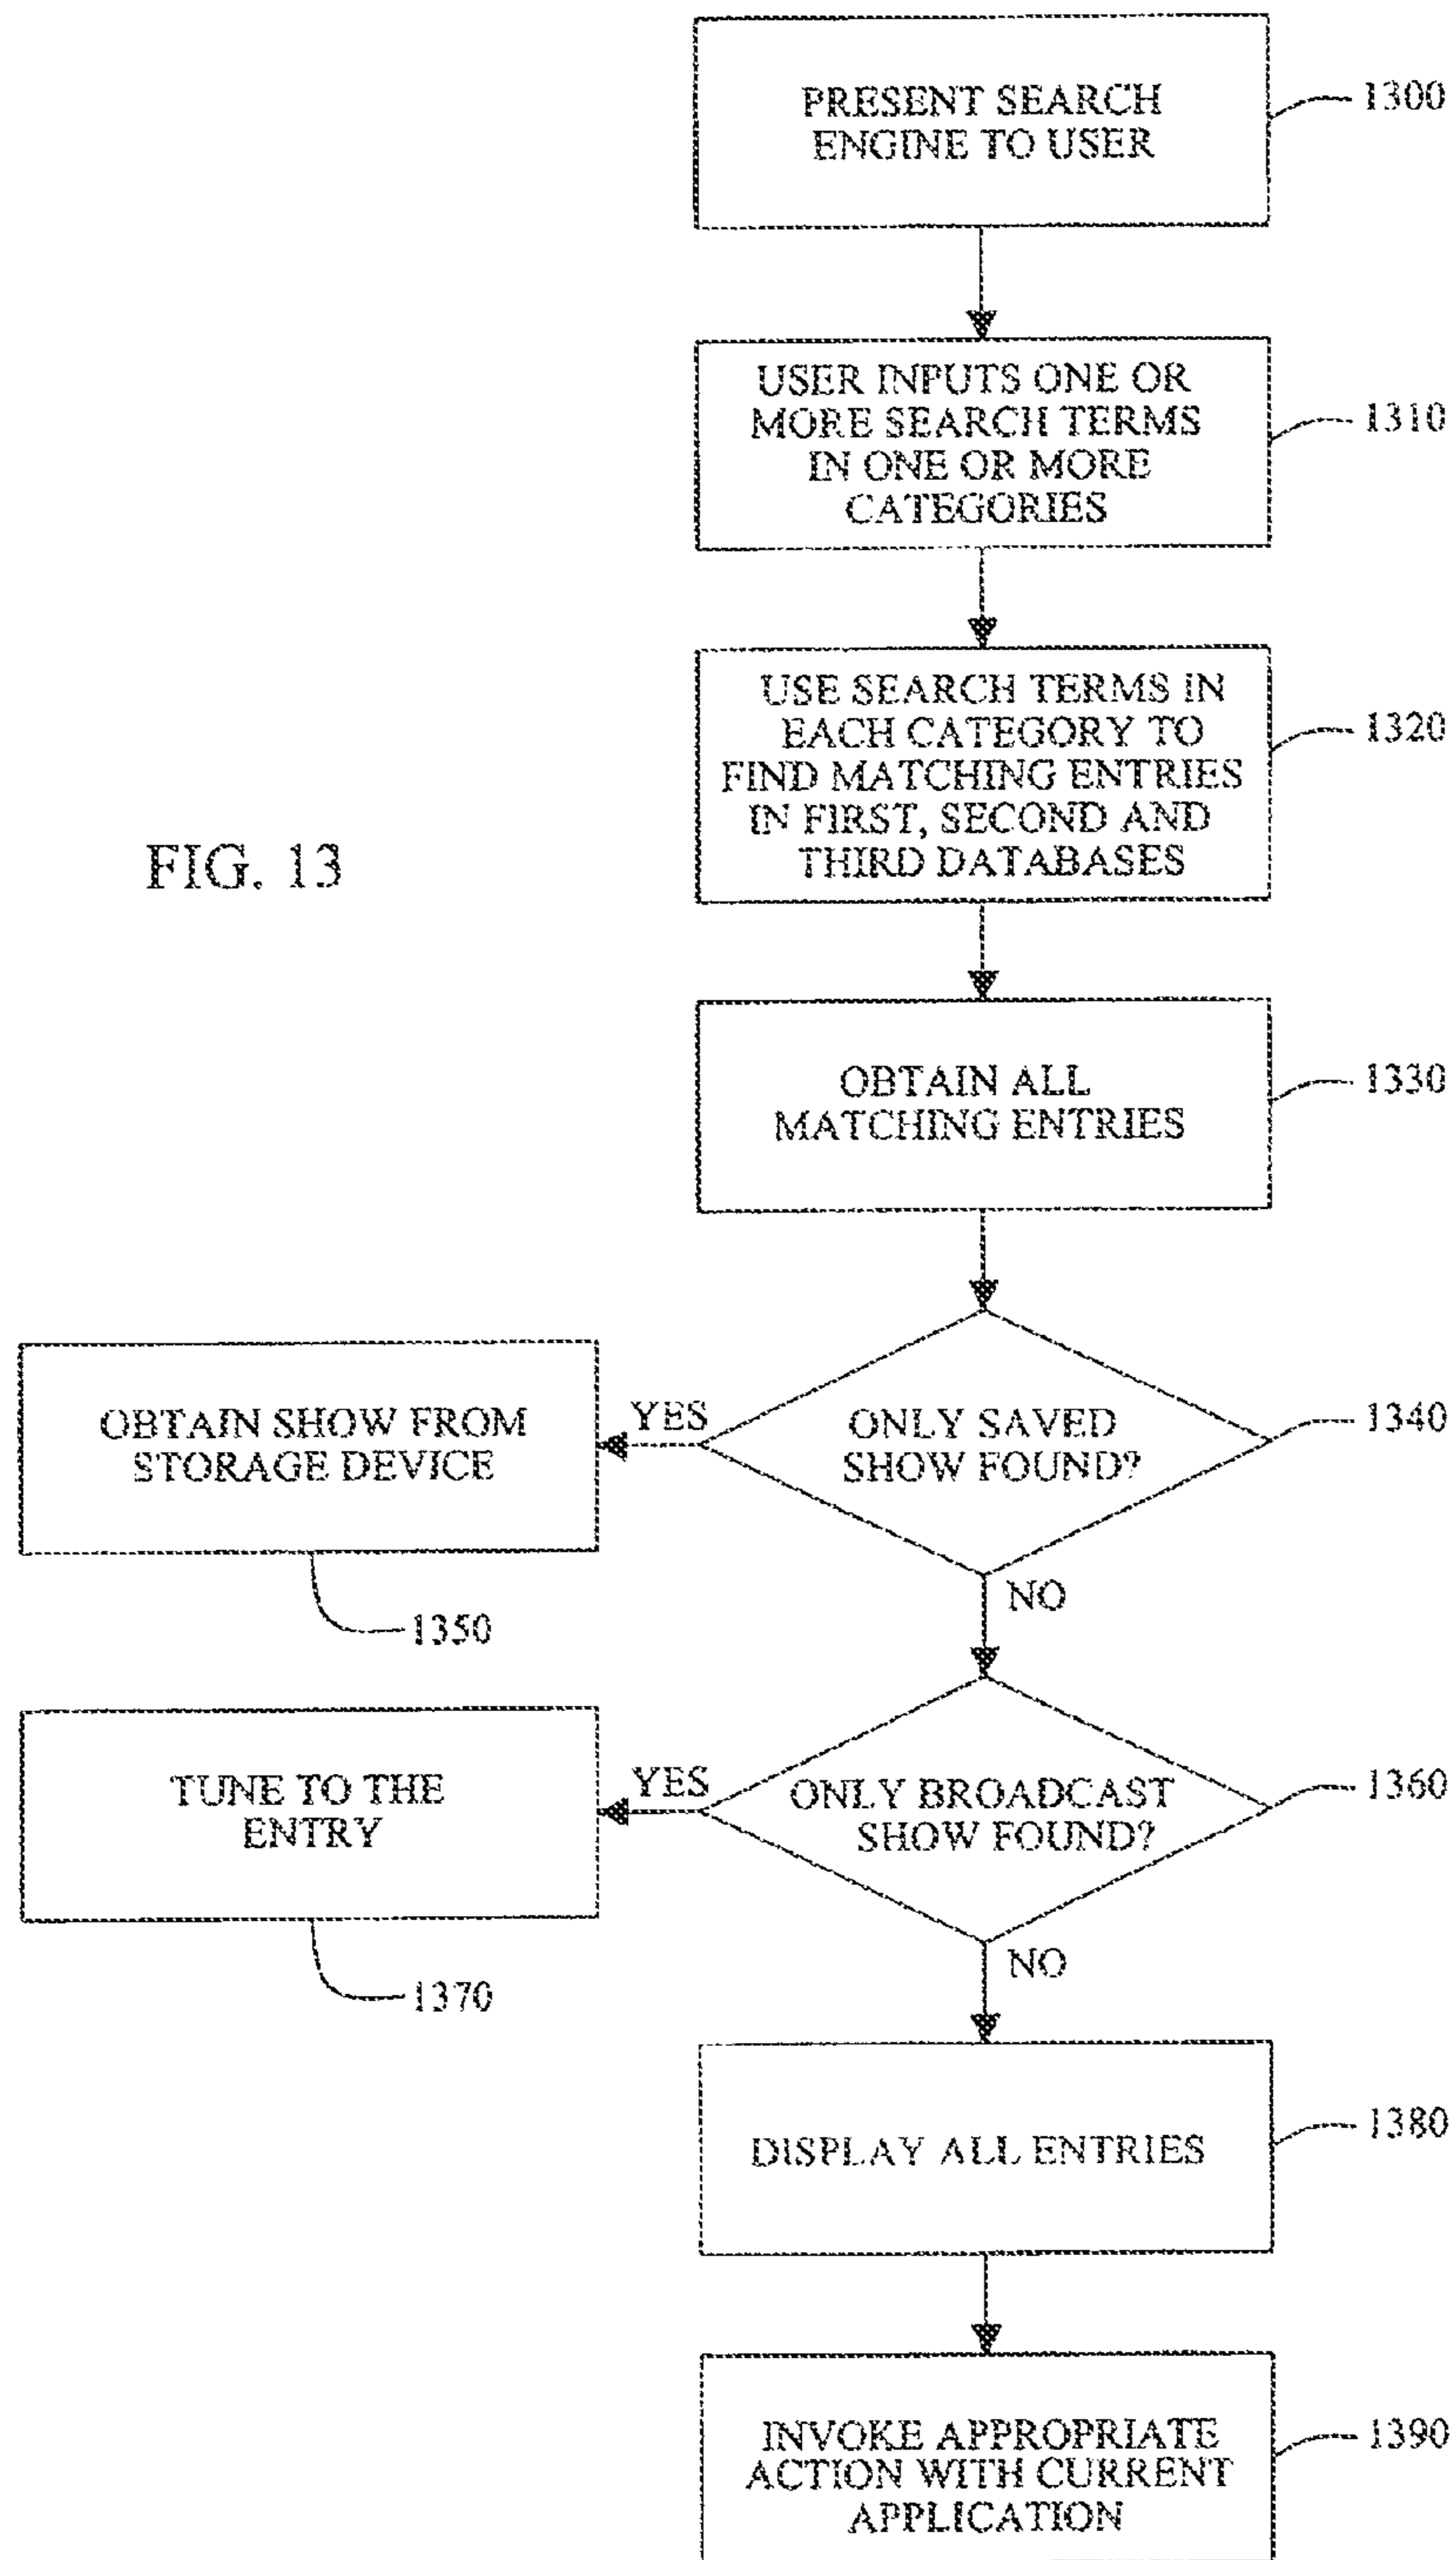 PRESENT SEARCH
ENGINE TO USER
1300
USER INPUTS ONE OR
MORE SEARCH TERMS
IN ONE OR MORE
CATEGORIES
1310
USE SEARCH TERMS IN
EACH CATEGORY TO
FIND MATCHING ENTRIES
IN FIRST, SECOND AND
THIRD DATABASES
1320
FIG. 13
OBTAIN ALL
MATCHING ENTRIES
1330
ONLY SAVED
SHOW FOUND?
1340
YES
OBTAIN SHOW FROM
STORAGE DEVICE
1350
NO
ONLY BROADCAST
SHOW FOUND?
1360
YES
TUNE TO THE
ENTRY
1370
NO
DISPLAY ALL ENTRIES
1380
INVOKE APPROPRIATE
ACTION WITH CURRENT
APPLICATION
1390